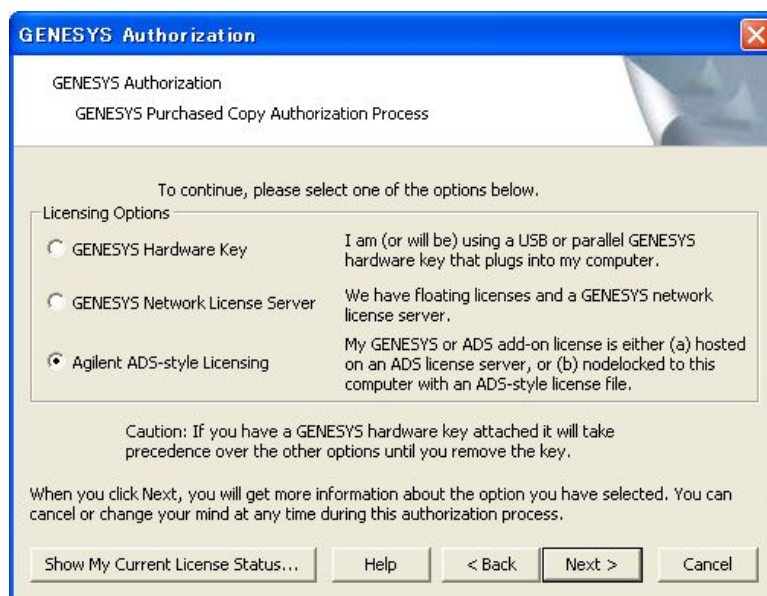 GENESYS Authorization
GENESYS Authorization
GENESYS Purchased Copy Authorization Process
To continue, please select one of the options below.
Licensing Options
GENESYS Hardware Key
I am (or will be) using a USB or parallel GENESYS
hardware key that plugs into my computer.
GENESYS Network License Server
We have floating licenses and a GENESYS network
license server.
Agilent ADS-style Licensing
My GENESYS or ADS add-on license is either (a) hosted
on an ADS license server, or (b) nodelocked to this
computer with an ADS-style license file.
Caution: If you have a GENESYS hardware key attached it will take
precedence over the other options until you remove the key.
When you click Next, you will get more information about the option you have selected. You can
cancel or change your mind at any time during this authorization process.
Show My Current License Status... Help < Back Next > Cancel